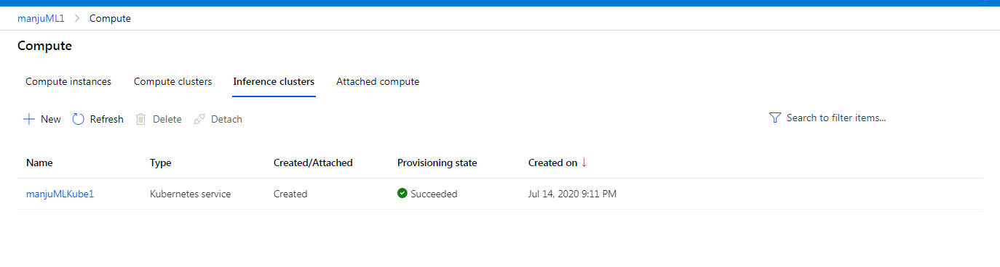 manjuML1 > Compute
Compute
Compute instances Compute clusters Inference clusters Attached compute
New Refresh Delete Detach Search to filter items...
Name Type Created/Attached Provisioning state Created on ↓
manjuMLKube1 Kubernetes service Created Succeeded Jul 14, 2020 9:11 PM